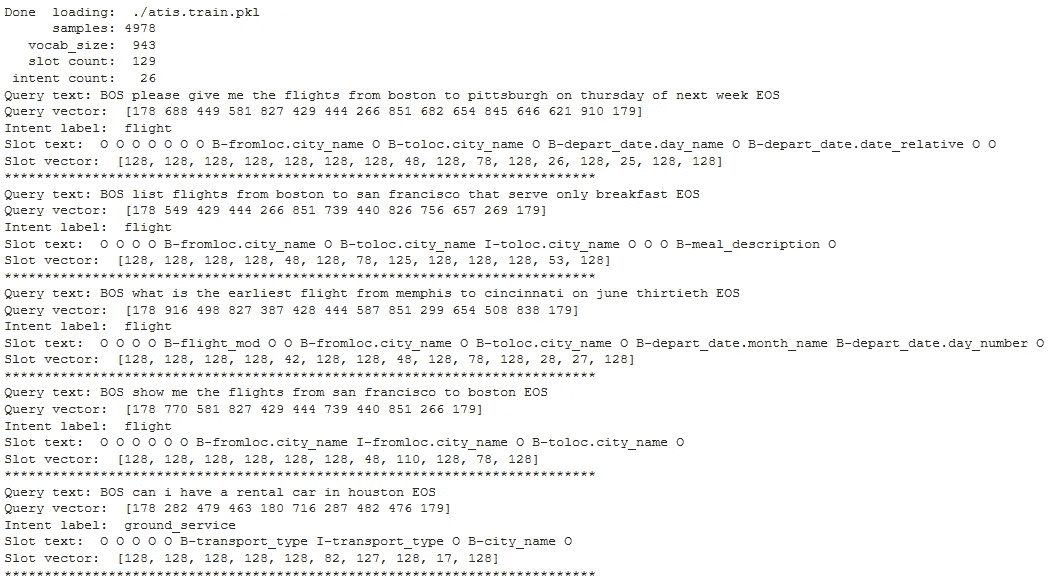 Done  loading:  ./atis.train.pkl
      samples: 4978
   vocab_size:  943
   slot count:  129
 intent count:   26
Query text: BOS please give me the flights from boston to pittsburgh on thursday of next week EOS
Query vector:  [178 688 449 581 827 429 444 266 851 682 654 845 646 621 910 179]
Intent label:  flight
Slot text:  O O O O O O O B-fromloc.city_name O B-toloc.city_name O B-depart_date.day_name O B-depart_date.date_relative O O
Slot vector:  [128, 128, 128, 128, 128, 128, 128, 48, 128, 78, 128, 26, 128, 25, 128, 128]
**************************************************************************
Query text: BOS list flights from boston to san francisco that serve only breakfast EOS
Query vector:  [178 549 429 444 266 851 739 440 826 756 657 269 179]
Intent label:  flight
Slot text:  O O O O B-fromloc.city_name O B-toloc.city_name I-toloc.city_name O O O B-meal_description O
Slot vector:  [128, 128, 128, 128, 48, 128, 78, 125, 128, 128, 128, 53, 128]
**************************************************************************
Query text: BOS what is the earliest flight from memphis to cincinnati on june thirtieth EOS
Query vector:  [178 916 498 827 387 428 444 587 851 299 654 508 838 179]
Intent label:  flight
Slot text:  O O O O B-flight_mod O O B-fromloc.city_name O B-toloc.city_name O B-depart_date.month_name B-depart_date.day_number O
Slot vector:  [128, 128, 128, 128, 42, 128, 128, 48, 128, 78, 128, 28, 27, 128]
**************************************************************************
Query text: BOS show me the flights from san francisco to boston EOS
Query vector:  [178 770 581 827 429 444 739 440 851 266 179]
Intent label:  flight
Slot text:  O O O O O O B-fromloc.city_name I-fromloc.city_name O B-toloc.city_name O
Slot vector:  [128, 128, 128, 128, 128, 128, 48, 110, 128, 78, 128]
**************************************************************************
Query text: BOS can i have a rental car in houston EOS
Query vector:  [178 282 479 463 180 716 287 482 476 179]
Intent label:  ground_service
Slot text:  O O O O O B-transport_type I-transport_type O B-city_name O
Slot vector:  [128, 128, 128, 128, 128, 82, 127, 128, 17, 128]
**************************************************************************